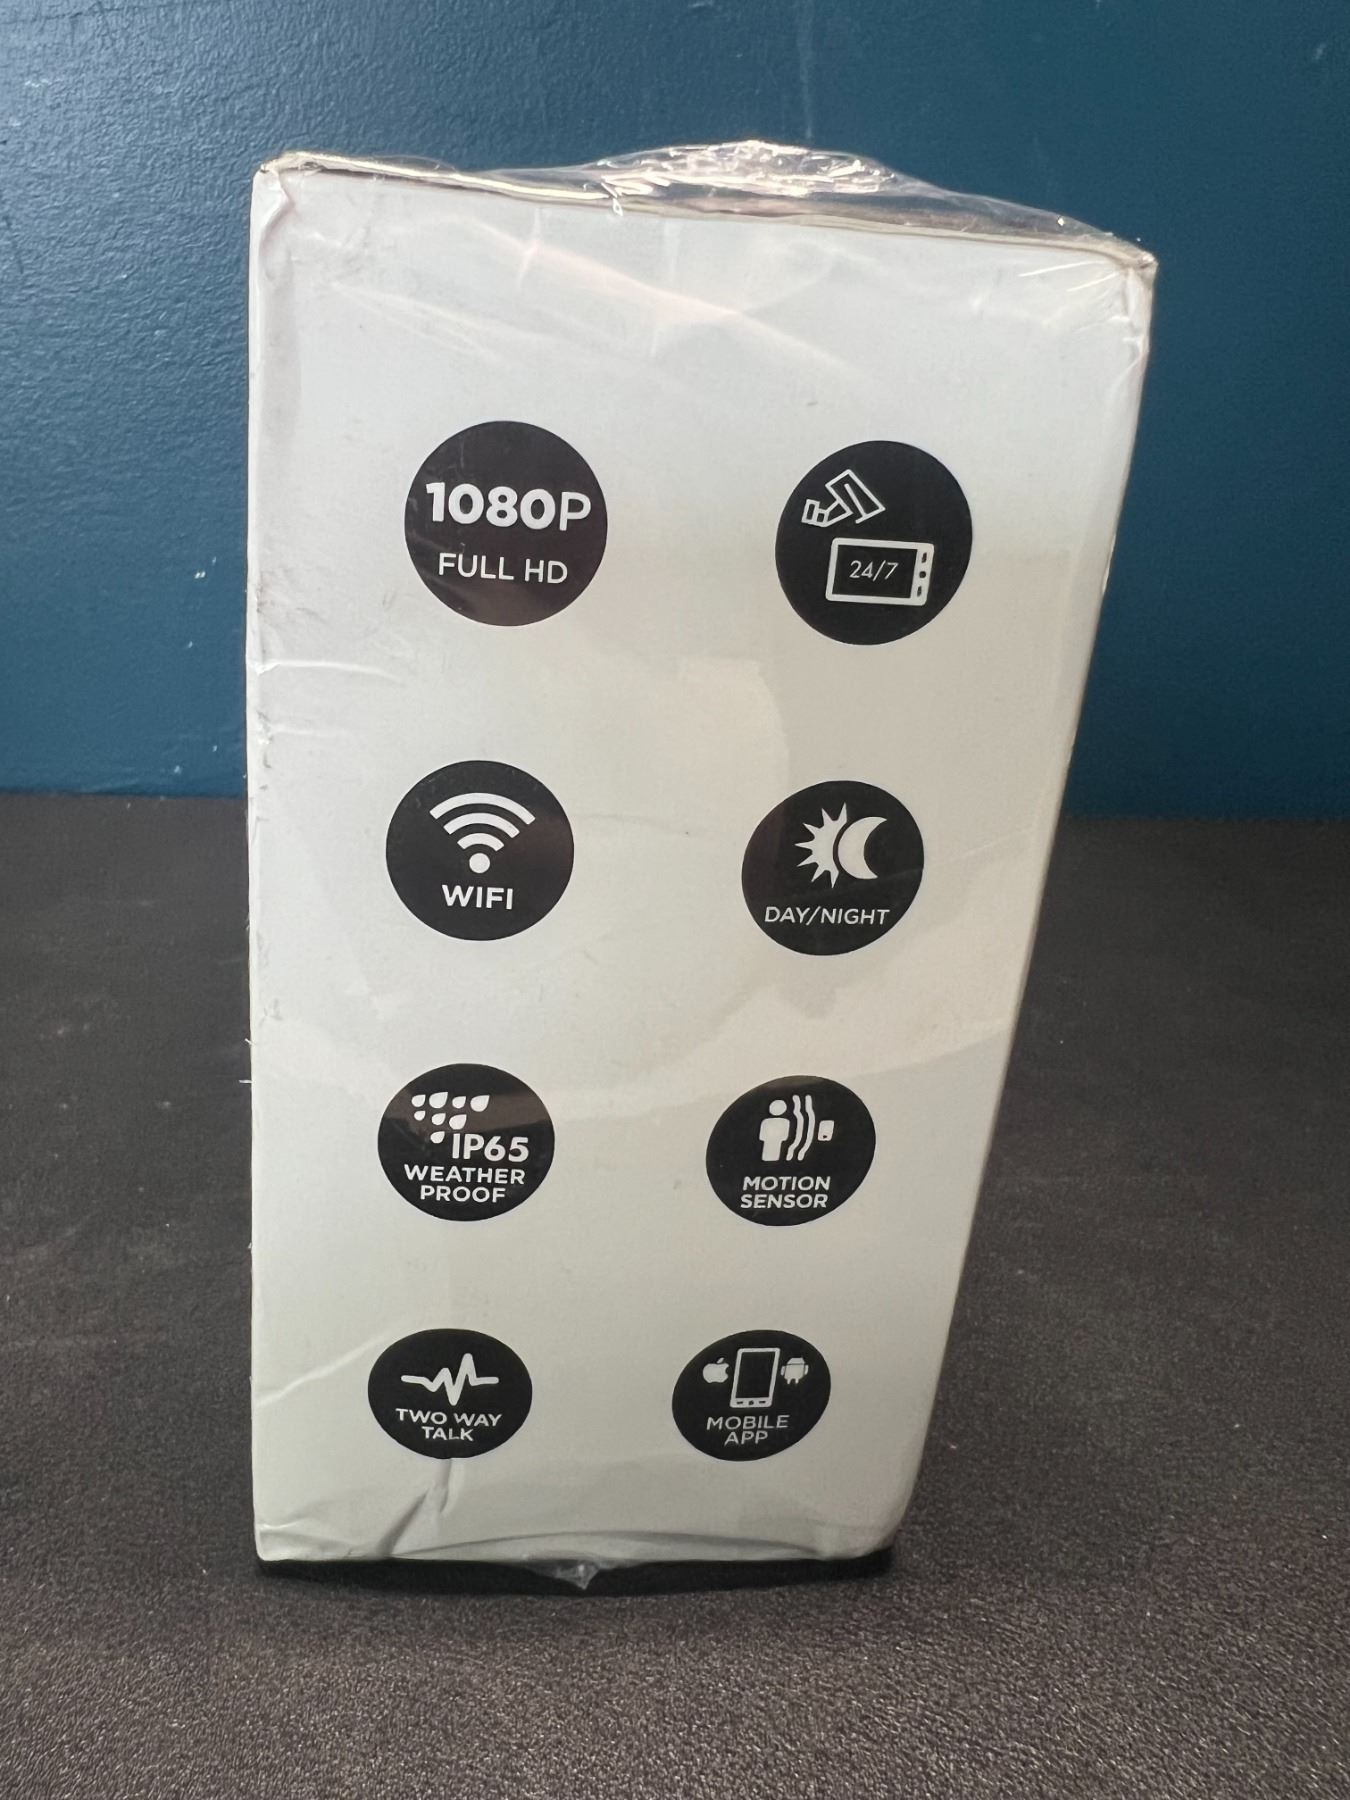 1080P
FULL HD
24/7
WIFI
DAY/NIGHT
IP65
WEATHER
PROOF
MOTION
SENSOR
TWO WAY
TALK
MOBILE
APP